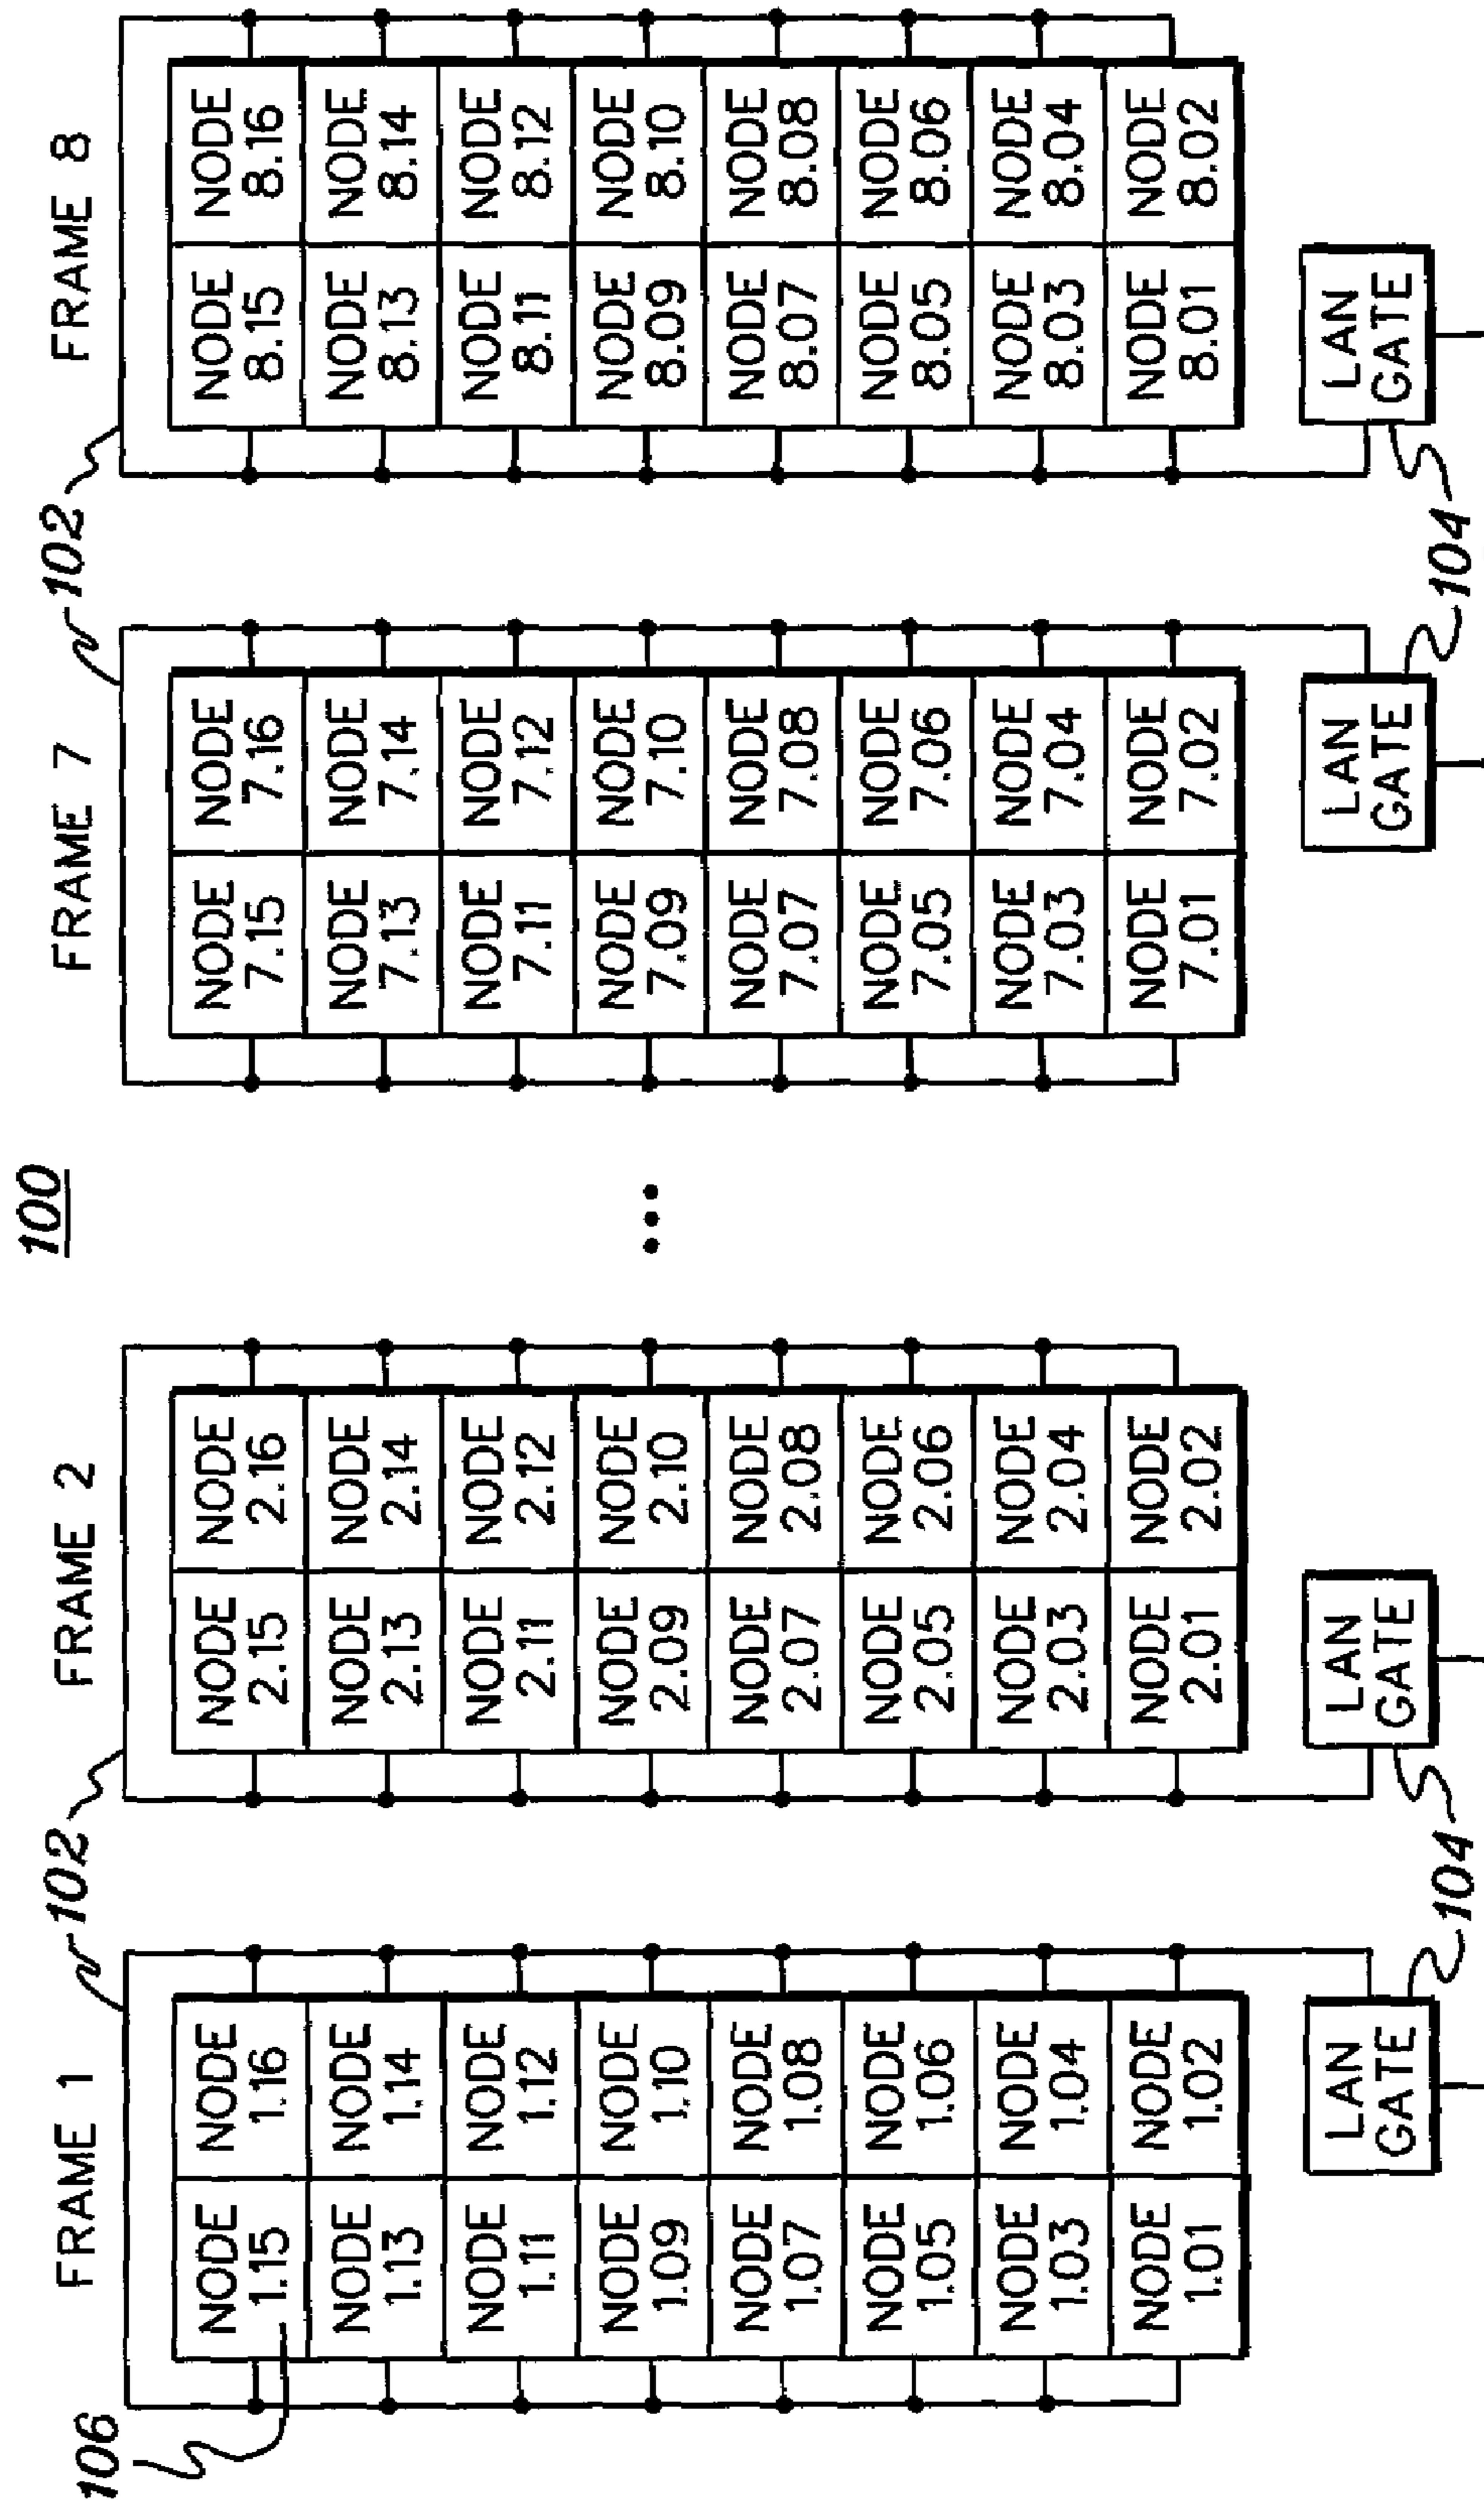 100
FRAME 1
FRAME 2
FRAME 7
FRAME 8
102
102
106
NODE 1.15
NODE 1.16
NODE 1.13
NODE 1.14
NODE 1.11
NODE 1.12
NODE 1.09
NODE 1.10
NODE 1.07
NODE 1.08
NODE 1.05
NODE 1.06
NODE 1.03
NODE 1.04
NODE 1.01
NODE 1.02
NODE 2.15
NODE 2.16
NODE 2.13
NODE 2.14
NODE 2.11
NODE 2.12
NODE 2.09
NODE 2.10
NODE 2.07
NODE 2.08
NODE 2.05
NODE 2.06
NODE 2.03
NODE 2.04
NODE 2.01
NODE 2.02
NODE 7.15
NODE 7.16
NODE 7.13
NODE 7.14
NODE 7.11
NODE 7.12
NODE 7.09
NODE 7.10
NODE 7.07
NODE 7.08
NODE 7.05
NODE 7.06
NODE 7.03
NODE 7.04
NODE 7.01
NODE 7.02
NODE 8.15
NODE 8.16
NODE 8.13
NODE 8.14
NODE 8.11
NODE 8.12
NODE 8.09
NODE 8.10
NODE 8.07
NODE 8.08
NODE 8.05
NODE 8.06
NODE 8.03
NODE 8.04
NODE 8.01
NODE 8.02
LAN
GATE
LAN
GATE
LAN
GATE
LAN
GATE
104
104